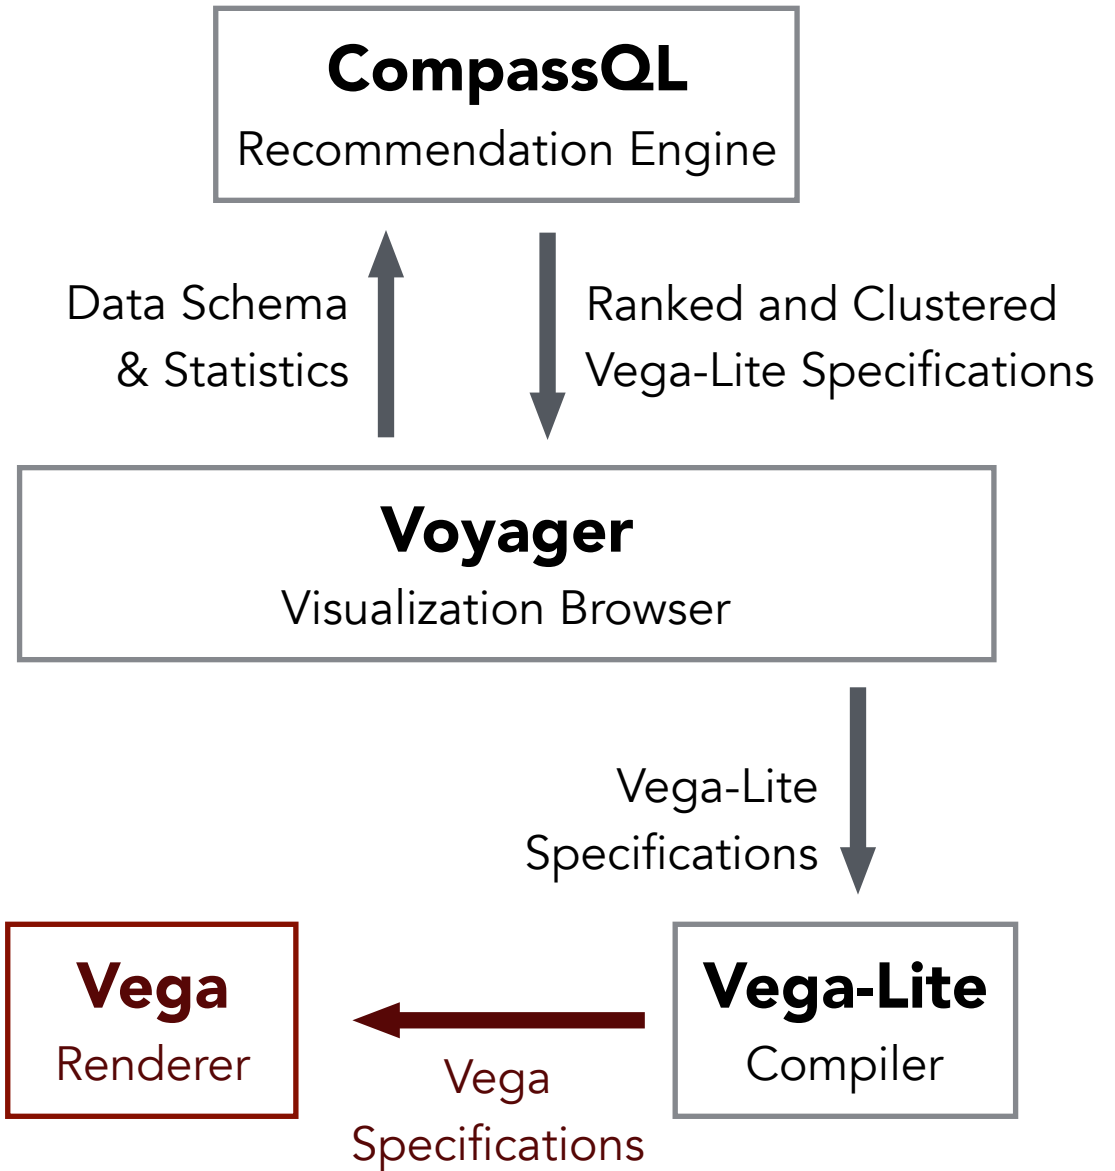 CompassQL
Recommendation Engine
Data Schema
& Statistics
Ranked and Clustered
Vega-Lite Specifications
Voyager
Visualization Browser
Vega-Lite
Specifications
Vega
Renderer
Vega
Specifications
Vega-Lite
Compiler